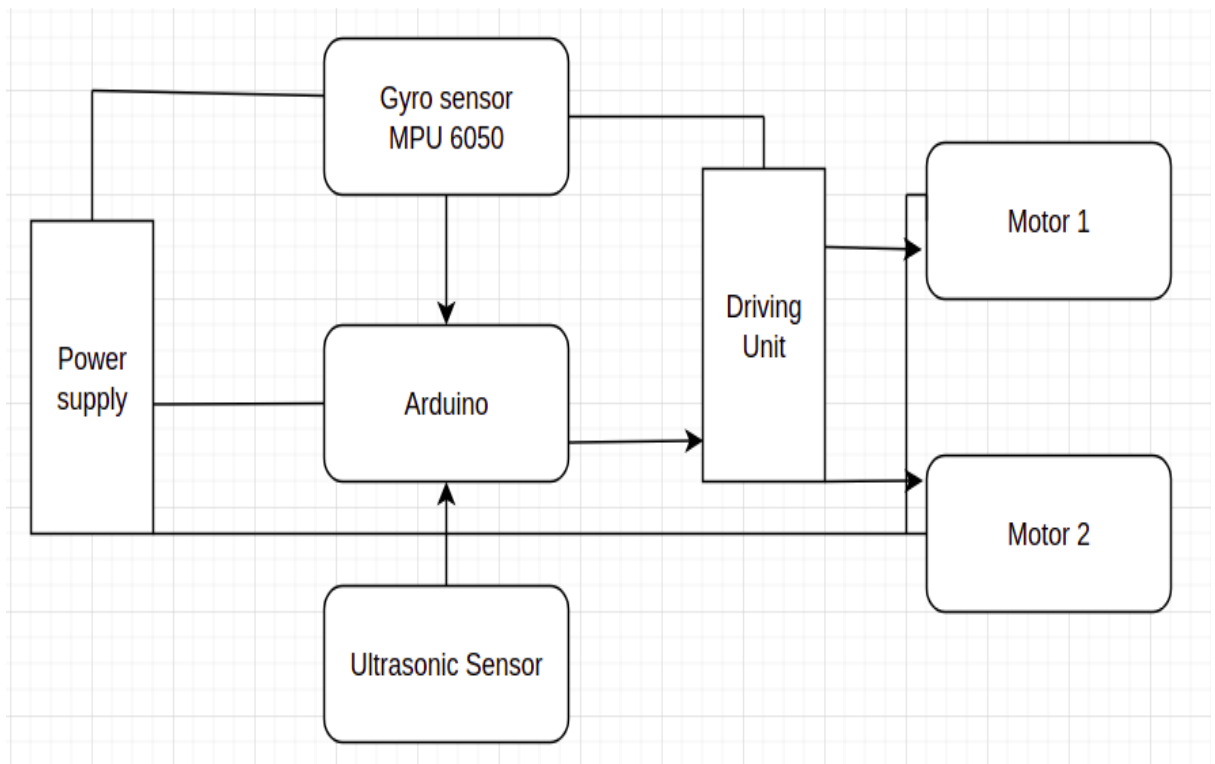 Gyro sensor
MPU 6050
Motor 1
Driving
Unit
Power
supply
Arduino
Motor 2
Ultrasonic Sensor